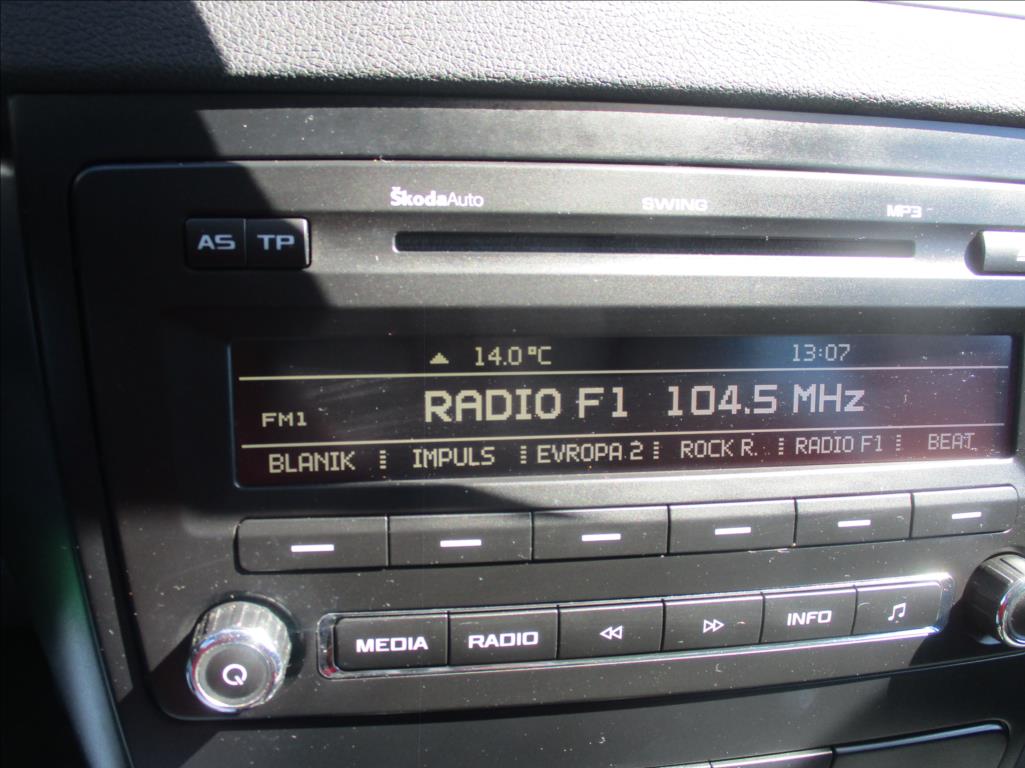 ŠkodaAuto SWING MP3
AS TP
14.0 °C 13:07
FM1 RADIO F1 104.5 MHz
BLANIK IMPULS EVROPA 2 ROCK R. RADIO F1 BEAT
MEDIA RADIO INFO